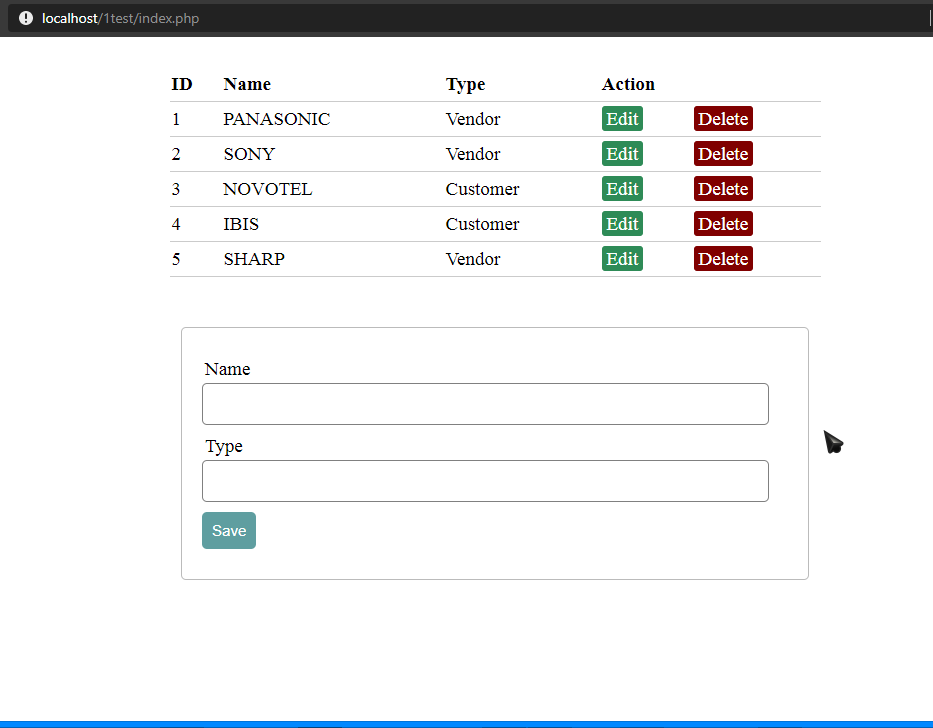 localhost/1test/index.php
ID Name Type Action
1 PANASONIC Vendor Edit Delete
2 SONY Vendor Edit Delete
3 NOVOTEL Customer Edit Delete
4 IBIS Customer Edit Delete
5 SHARP Vendor Edit Delete
Name
Type
Save